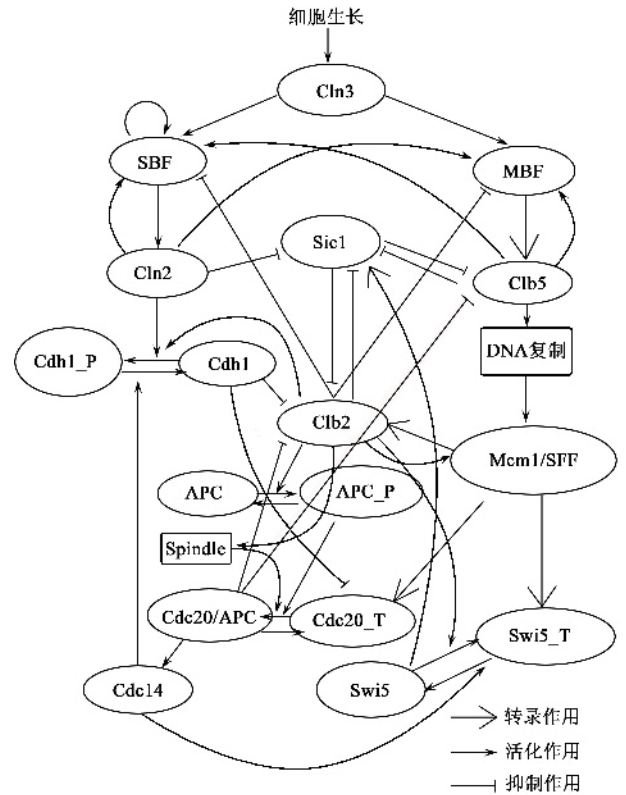 细胞生长
Cln3
SBF
MBF
Sic1
Cln2
Clb5
Cdh1_P
Cdh1
DNA复制
Clb2
Mcm1/SFF
APC
APC_P
Spindle
Cdc20/APC
Cdc20_T
Swi5_T
Cdc14
Swi5
转录作用
活化作用
抑制作用